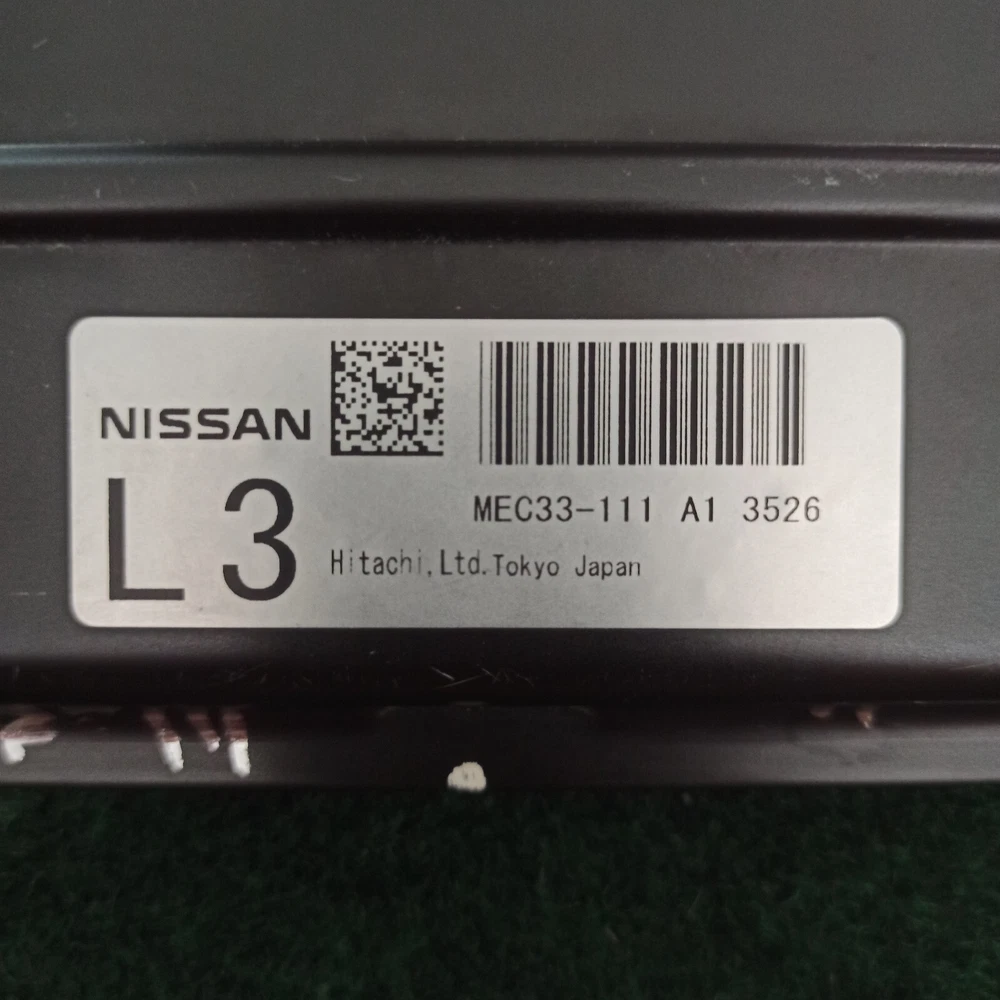 NISSAN
L3
MEC33-111 A1 3526
Hitachi,Ltd.Tokyo Japan